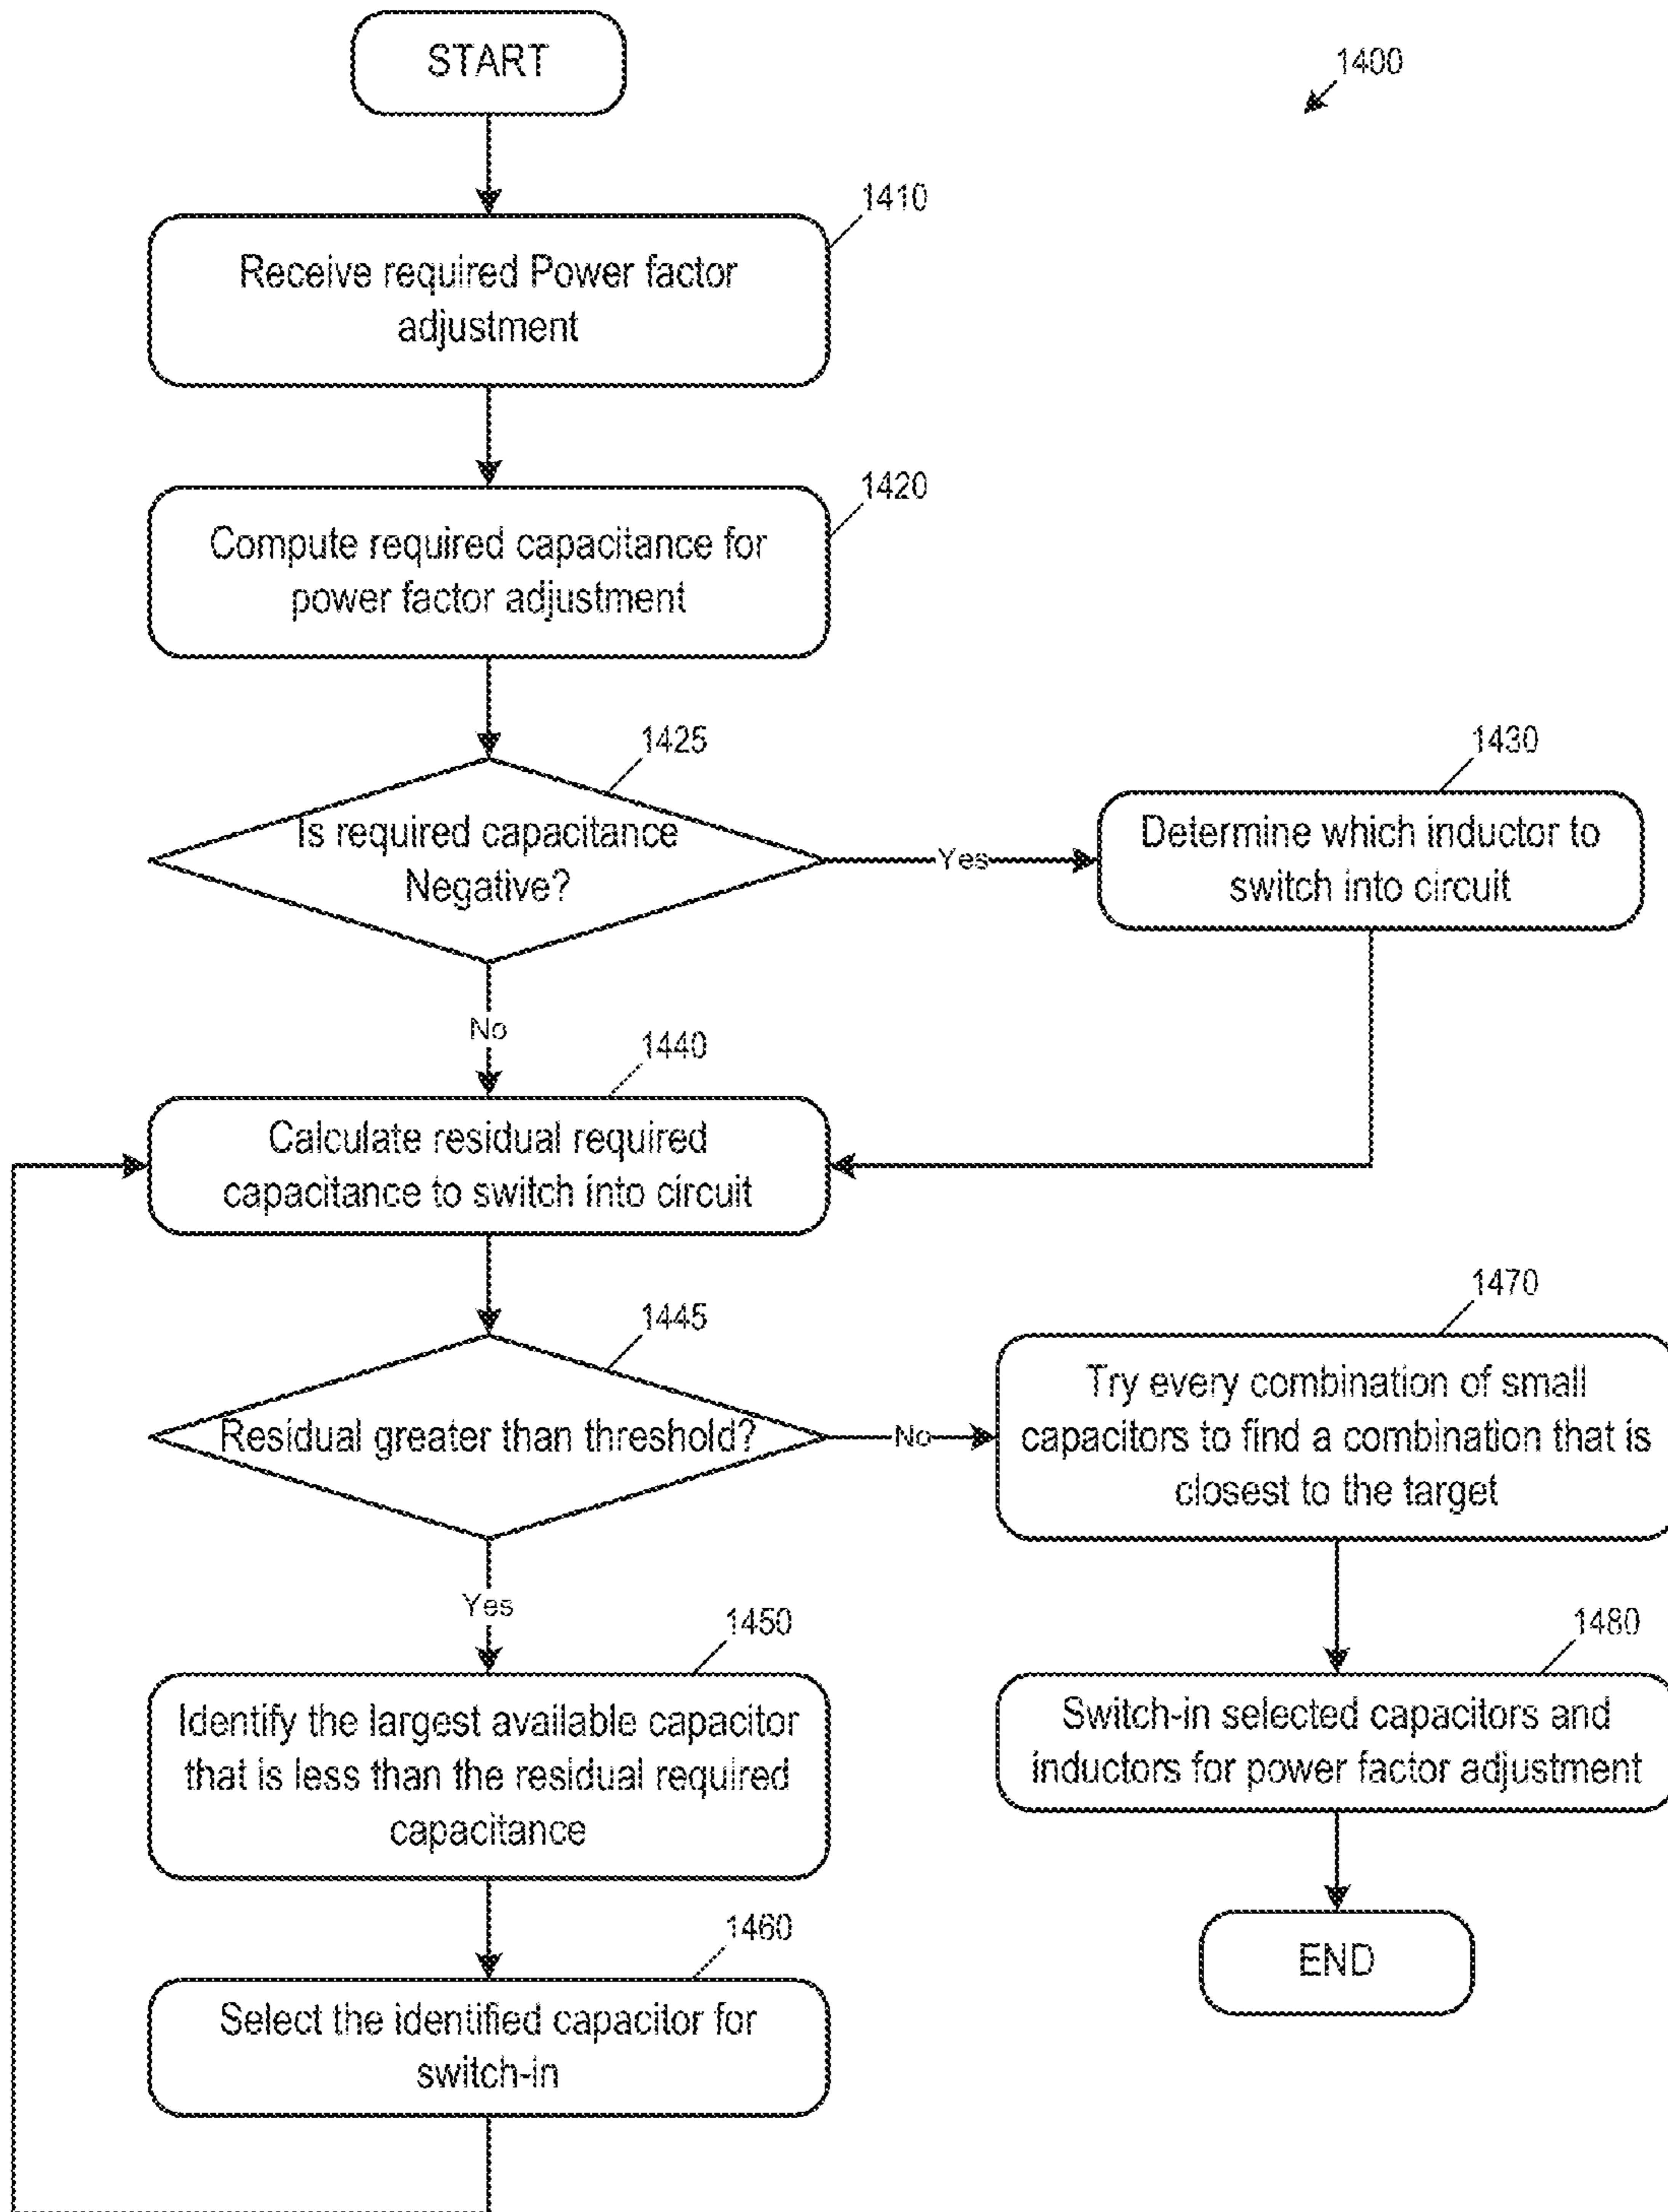 START
1400
1410
Receive required Power factor
adjustment
1420
Compute required capacitance for
power factor adjustment
1425
Is required capacitance
Negative?
Yes
1430
Determine which inductor to
switch into circuit
No
1440
Calculate residual required
capacitance to switch into circuit
1445
Residual greater than threshold?
No
1470
Try every combination of small
capacitors to find a combination that is
closest to the target
Yes
1450
Identify the largest available capacitor
that is less than the residual required
capacitance
1480
Switch-in selected capacitors and
inductors for power factor adjustment
1460
Select the identified capacitor for
switch-in
END